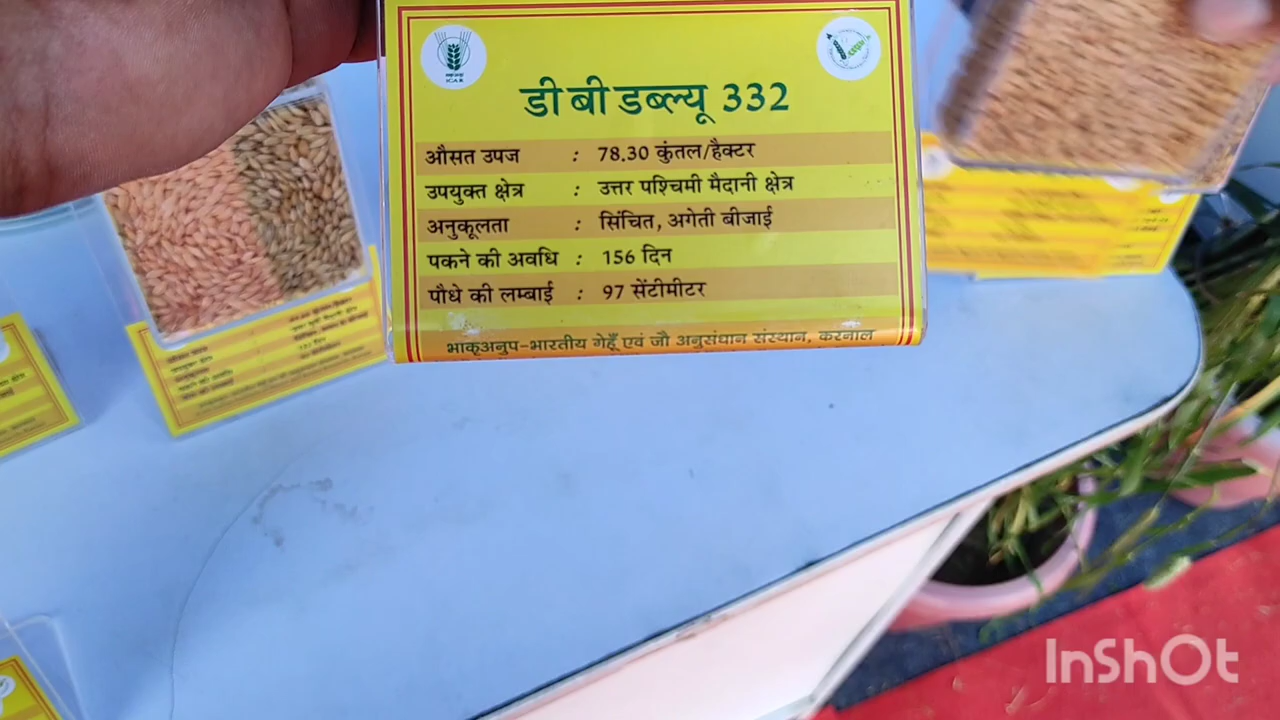 ICAR
डी बी डब्ल्यू 332
औसत उपज : 78.30 कुंतल/हैक्टर
उपयुक्त क्षेत्र : उत्तर पश्चिमी मैदानी क्षेत्र
अनुकूलता : सिंचित, अगेती बीजाई
पकने की अवधि : 156 दिन
पौधे की लम्बाई : 97 सेंटीमीटर
भाकृअनुप-भारतीय गेहूँ एवं जौ अनुसंधान संस्थान, करनाल
InShOt